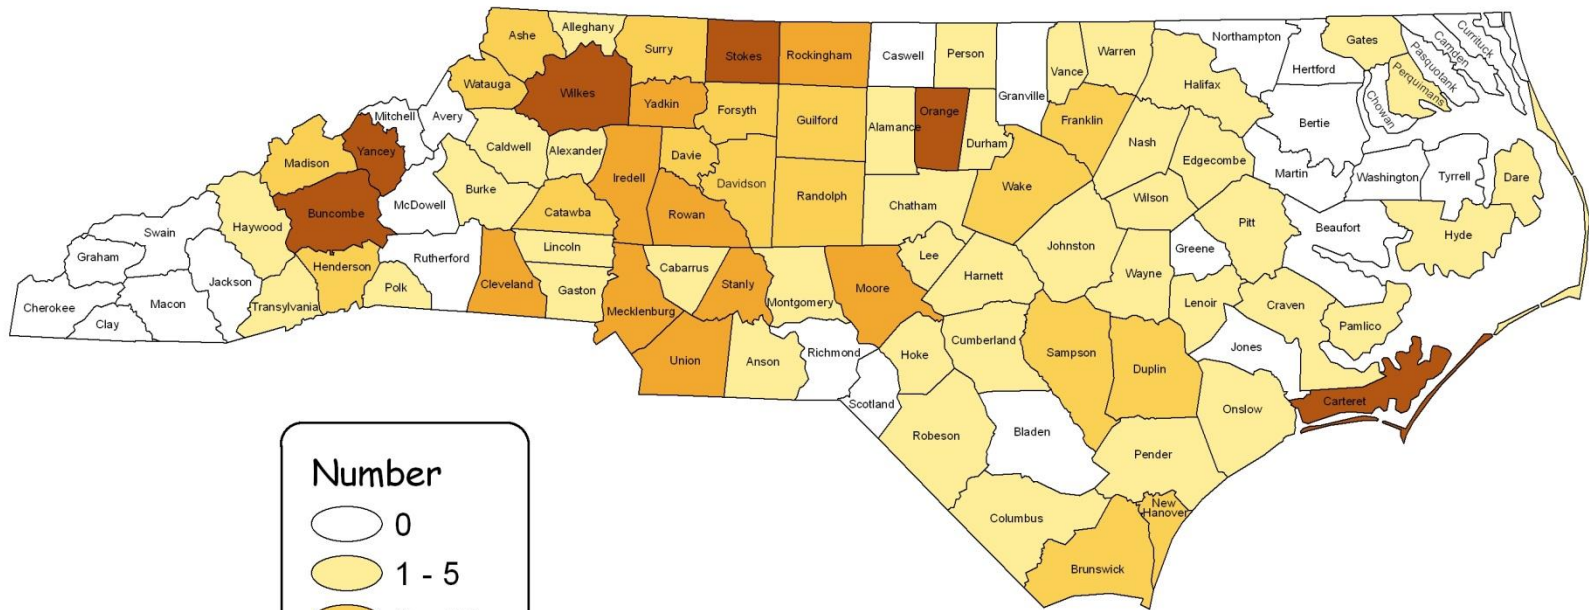 Alleghany
Ashe
Surry
Stokes
Rockingham
Caswell
Person
Vance
Warren
Northampton
Gates
Currituck
Camden
Pasquotank
Perquimans
Chowan
Hertford
Halifax
Granville
Watauga
Wilkes
Yadkin
Forsyth
Guilford
Alamance
Orange
Durham
Franklin
Bertie
Mitchell
Avery
Caldwell
Alexander
Nash
Edgecombe
Madison
Yancey
Iredell
Davie
Davidson
Randolph
Wake
Wilson
Martin
Washington
Tyrrell
Dare
Burke
McDowell
Buncombe
Catawba
Rowan
Chatham
Swain
Haywood
Lincoln
Johnston
Pitt
Beaufort
Hyde
Greene
Graham
Rutherford
Henderson
Cleveland
Cabarrus
Lee
Harnett
Wayne
Jackson
Polk
Gaston
Stanly
Moore
Montgomery
Cherokee
Macon
Transylvania
Clay
Mecklenburg
Lenoir
Craven
Pamlico
Union
Anson
Richmond
Hoke
Cumberland
Sampson
Duplin
Jones
Scotland
Onslow
Carteret
Robeson
Bladen
Pender
Columbus
New
Hanover
Brunswick
Number
0
1 - 5